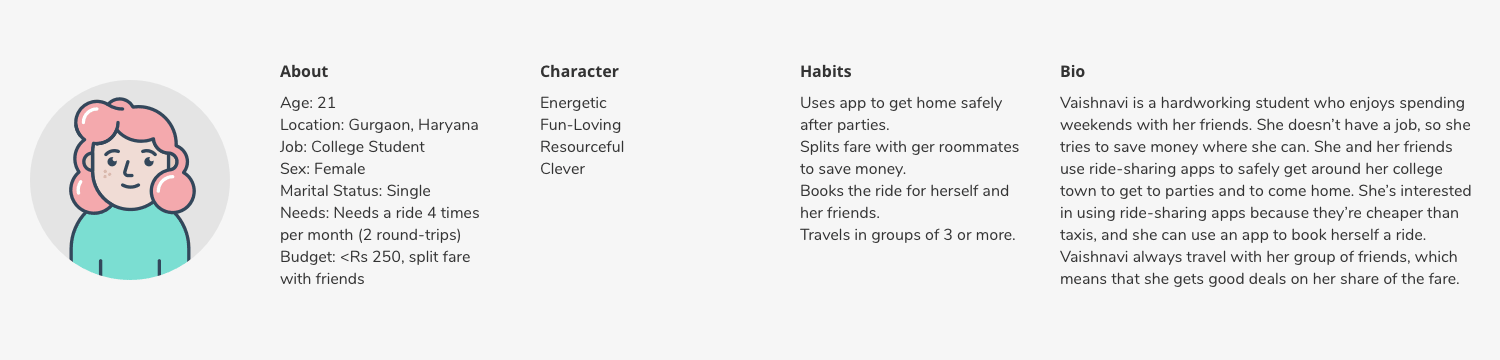 About
Age: 21
Location: Gurgaon, Haryana
Job: College Student
Sex: Female
Marital Status: Single
Needs: Needs a ride 4 times
per month (2 round-trips)
Budget: <Rs 250, split fare
with friends
Character
Energetic
Fun-Loving
Resourceful
Clever
Habits
Uses app to get home safely
after parties.
Splits fare with ger roommates
to save money.
Books the ride for herself and
her friends.
Travels in groups of 3 or more.
Bio
Vaishnavi is a hardworking student who enjoys spending
weekends with her friends. She doesn’t have a job, so she
tries to save money where she can. She and her friends
use ride-sharing apps to safely get around her college
town to get to parties and to come home. She’s interested
in using ride-sharing apps because they’re cheaper than
taxis, and she can use an app to book herself a ride.
Vaishnavi always travel with her group of friends, which
means that she gets good deals on her share of the fare.